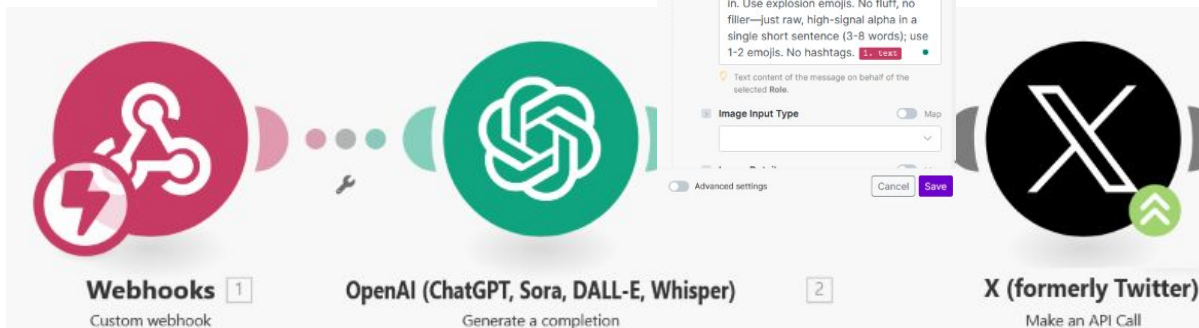 in. Use explosion emojis. No fluff, no
filler—just raw, high-signal alpha in a
single short sentence (3-8 words); use
1-2 emojis. No hashtags. 1. text
Text content of the message on behalf of the
selected Role.
Image Input Type
Map
Advanced settings
Cancel
Save
Webhooks 1
Custom webhook
OpenAI (ChatGPT, Sora, DALL-E, Whisper) 2
Generate a completion
X (formerly Twitter)
Make an API Call